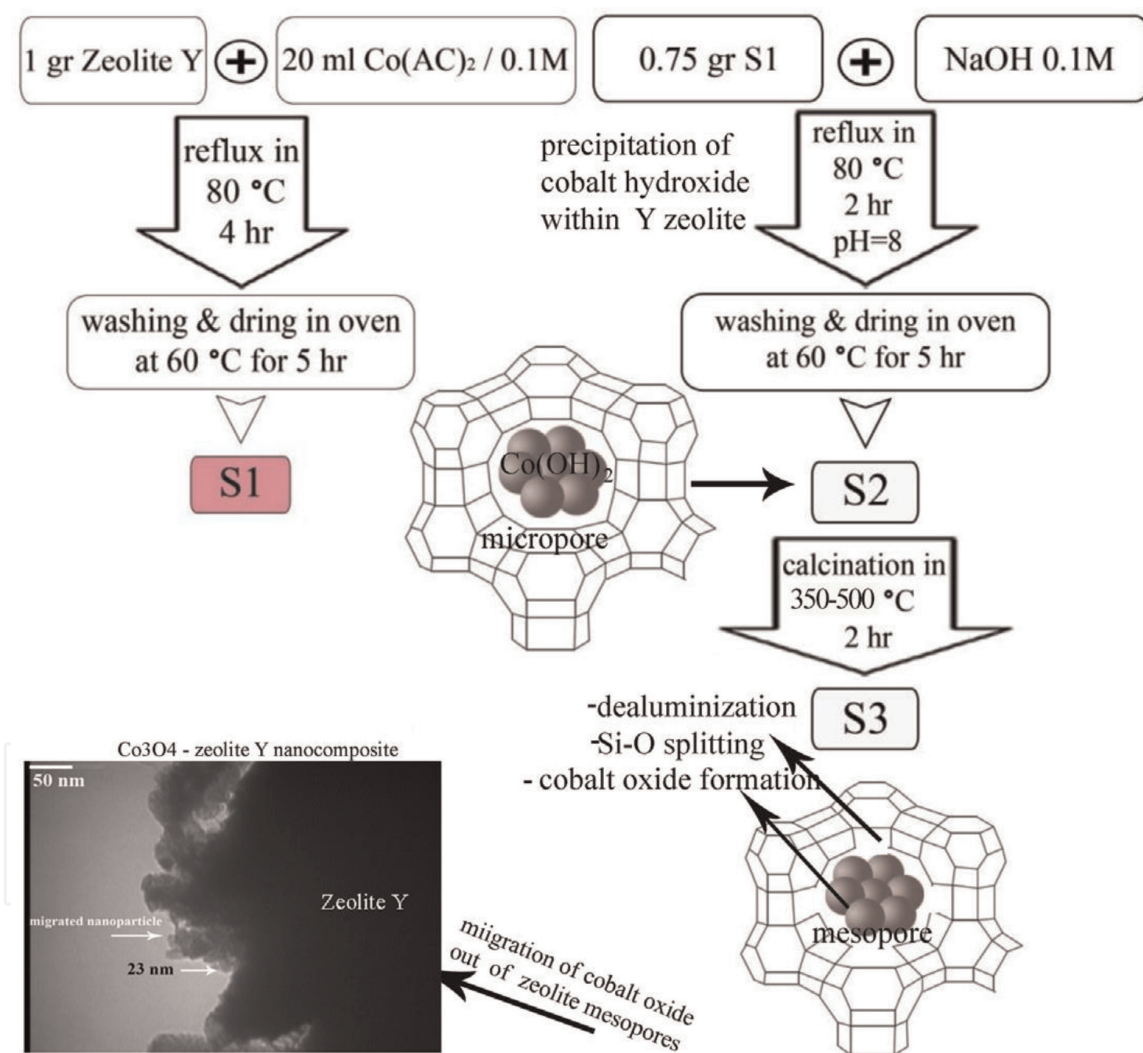 1 gr Zeolite Y
+
20 ml Co(AC)₂ / 0.1M
0.75 gr S1
+
NaOH 0.1M
reflux in
80 °C
4 hr
precipitation of
cobalt hydroxide
within Y zeolite
reflux in
80 °C
2 hr
pH=8
washing & dring in oven
at 60 °C for 5 hr
washing & dring in oven
at 60 °C for 5 hr
S1
Co(OH)₂
micropore
S2
calcination in
350-500 °C
2 hr
S3
-dealuminization
-Si-O splitting
- cobalt oxide formation
mesopore
Co3O4 - zeolite Y nanocomposite
50 nm
Zeolite Y
migrated nanoparticle
23 nm
miigration of cobalt oxide
out of zeolite mesopores